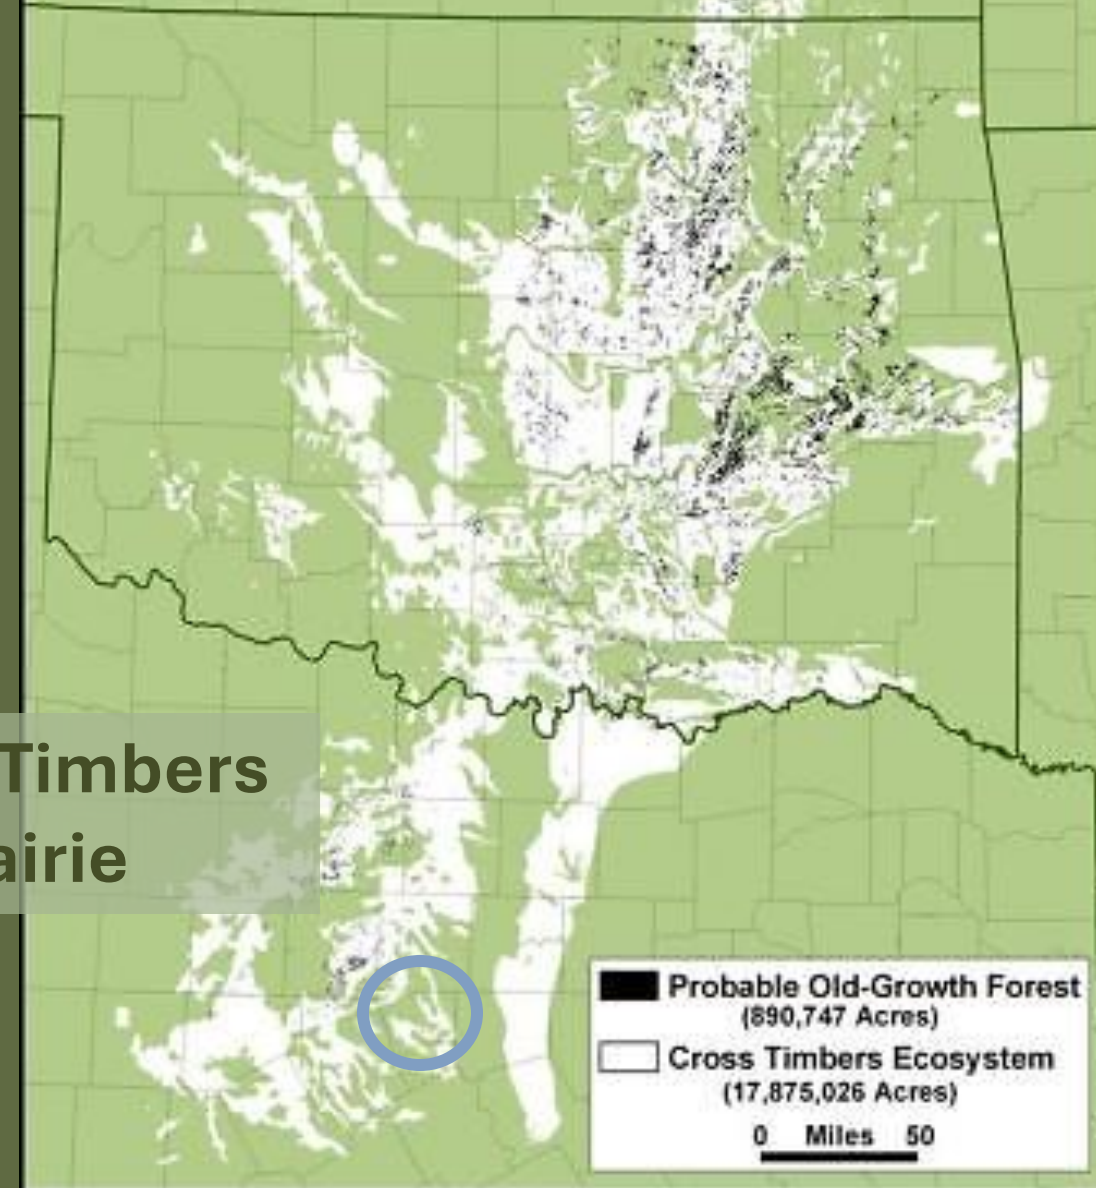 Timbers
airie
Probable Old-Growth Forest
(890,747 Acres)
Cross Timbers Ecosystem
(17,875,026 Acres)
0 Miles 50